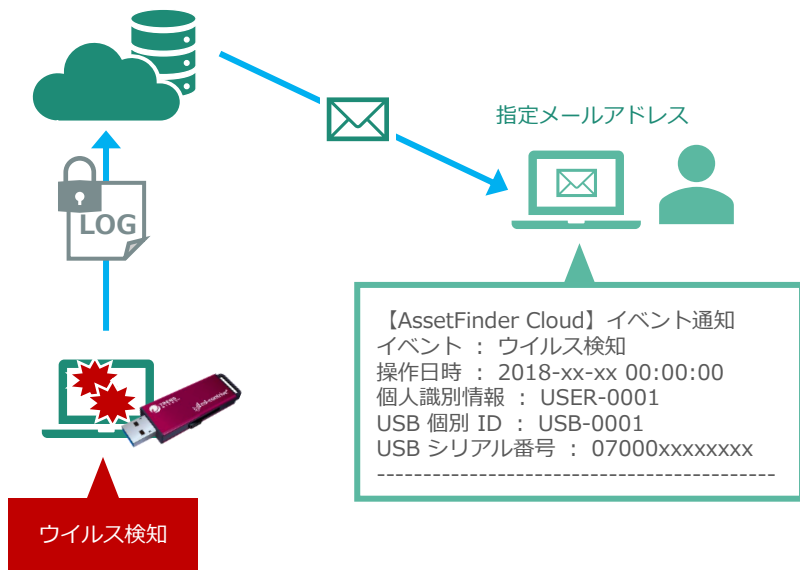 指定メールアドレス
LOG
【AssetFinder Cloud】イベント通知
イベント ： ウイルス検知
操作日時 ： 2018-xx-xx 00:00:00
個人識別情報 ： USER-0001
USB 個別 ID ： USB-0001
USB シリアル番号 ： 07000xxxxxxxx
-------------------------------------------
TREND
ウイルス検知